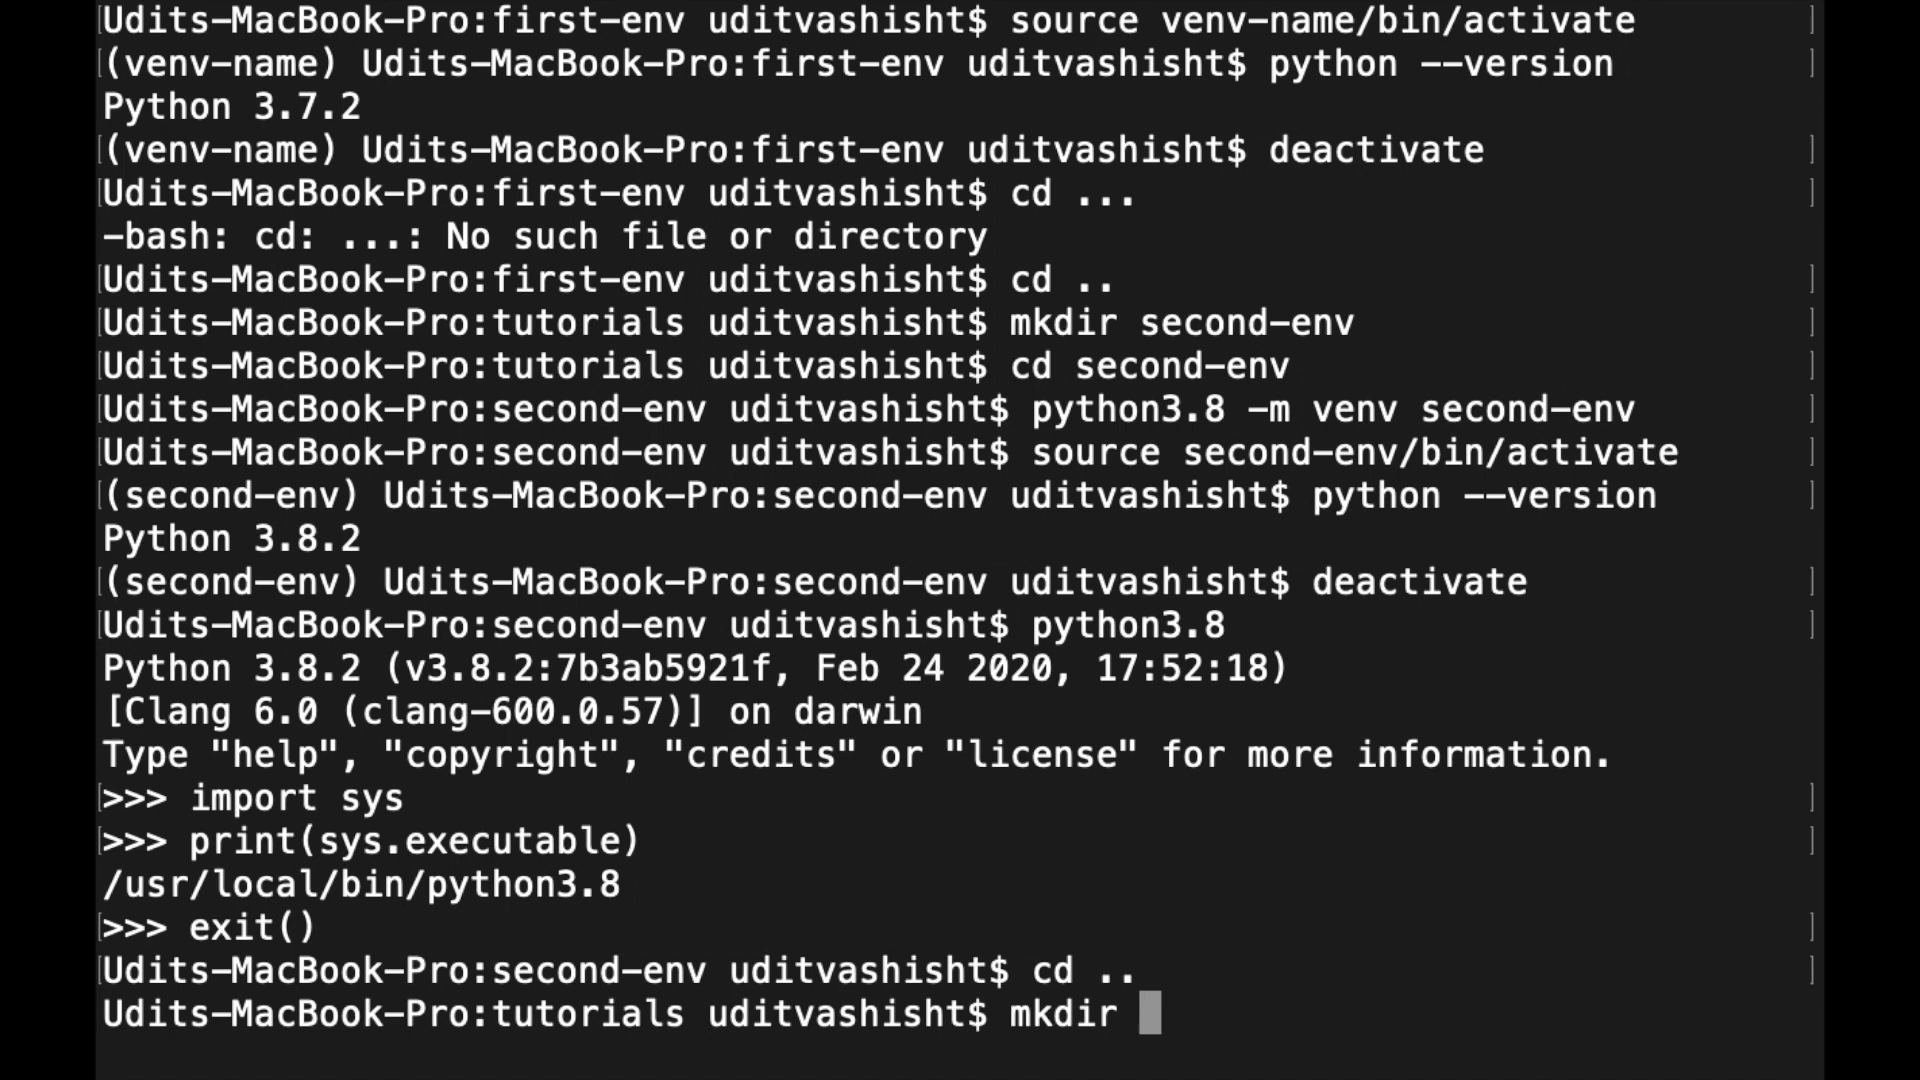 Udits-MacBook-Pro:first-env uditvashisht$ source venv-name/bin/activate
(venv-name) Udits-MacBook-Pro:first-env uditvashisht$ python --version
Python 3.7.2
(venv-name) Udits-MacBook-Pro:first-env uditvashisht$ deactivate
Udits-MacBook-Pro:first-env uditvashisht$ cd ...
-bash: cd: ...: No such file or directory
Udits-MacBook-Pro:first-env uditvashisht$ cd ..
Udits-MacBook-Pro:tutorials uditvashisht$ mkdir second-env
Udits-MacBook-Pro:tutorials uditvashisht$ cd second-env
Udits-MacBook-Pro:second-env uditvashisht$ python3.8 -m venv second-env
Udits-MacBook-Pro:second-env uditvashisht$ source second-env/bin/activate
(second-env) Udits-MacBook-Pro:second-env uditvashisht$ python --version
Python 3.8.2
(second-env) Udits-MacBook-Pro:second-env uditvashisht$ deactivate
Udits-MacBook-Pro:second-env uditvashisht$ python3.8
Python 3.8.2 (v3.8.2:7b3ab5921f, Feb 24 2020, 17:52:18)
[Clang 6.0 (clang-600.0.57)] on darwin
Type "help", "copyright", "credits" or "license" for more information.
>>> import sys
>>> print(sys.executable)
/usr/local/bin/python3.8
>>> exit()
Udits-MacBook-Pro:second-env uditvashisht$ cd ..
Udits-MacBook-Pro:tutorials uditvashisht$ mkdir